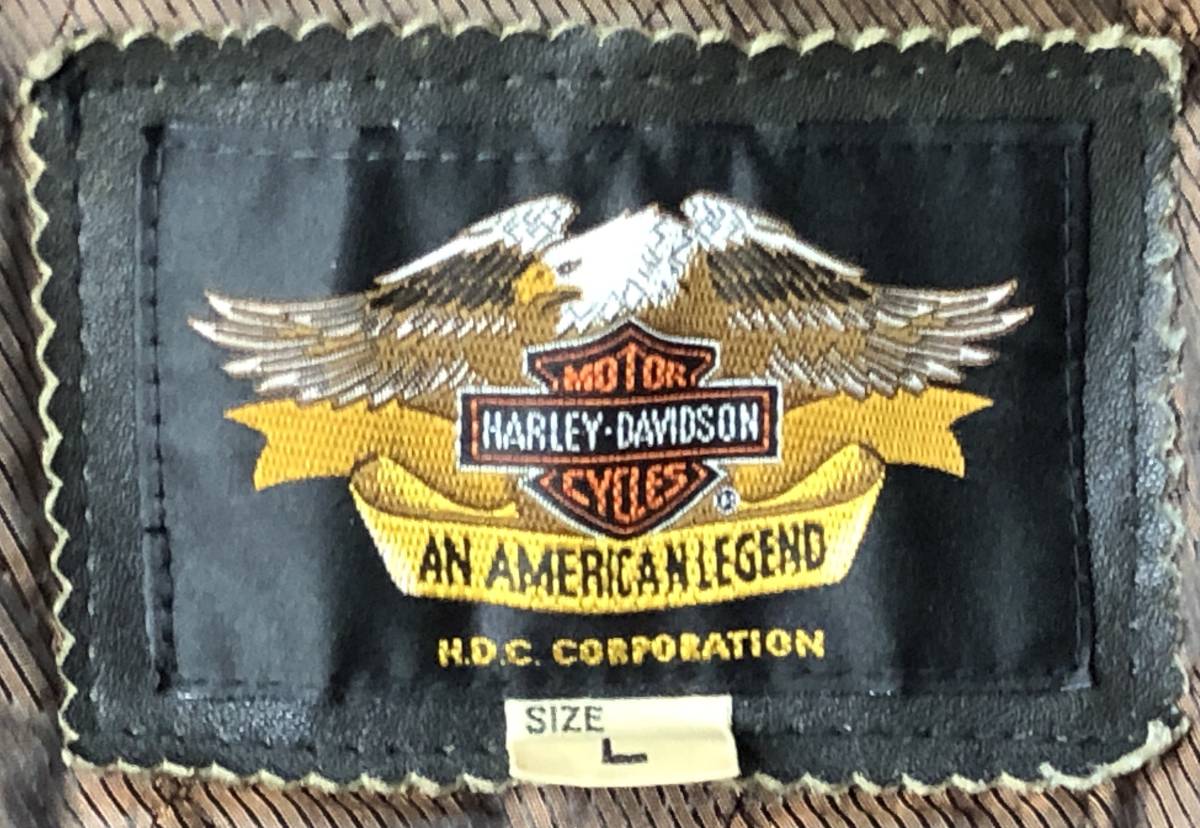 MOTOR
HARLEY-DAVIDSON
CYCLES
®
AN AMERICAN LEGEND
H.D.C. CORPORATION
SIZE
L